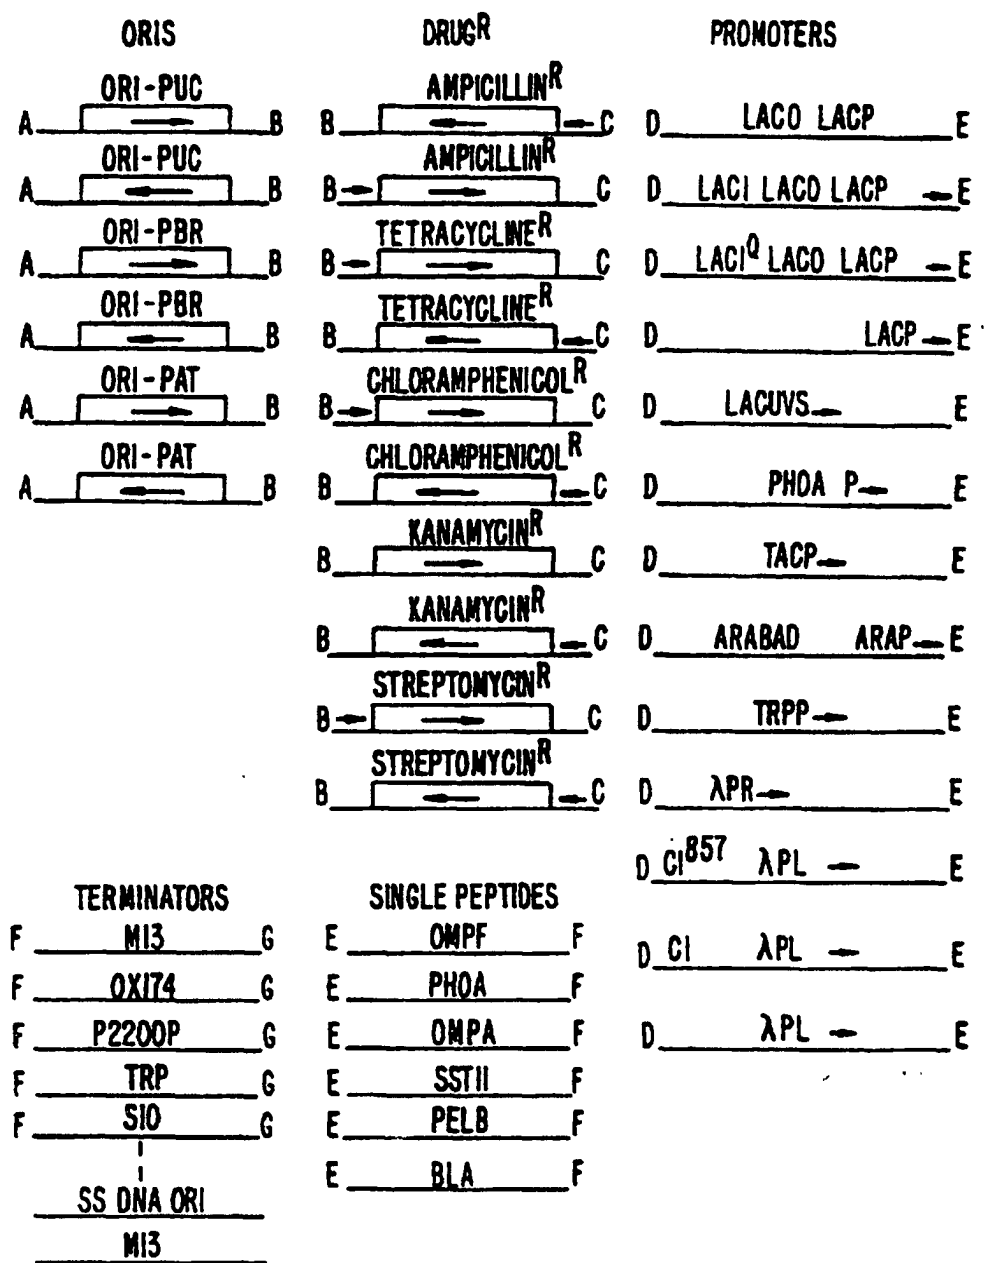 ORIS
ORI-PUC
A B
ORI-PUC
A B
ORI-PBR
A B
ORI-PBR
A B
ORI-PAT
A B
ORI-PAT
A B
DRUGR
AMPICILLINR
B C
AMPICILLINR
B C
TETRACYCLINER
B C
TETRACYCLINER
B C
CHLORAMPHENICOLR
B C
CHLORAMPHENICOLR
B C
KANAMYCINR
B C
KANAMYCINR
B C
STREPTOMYCINR
B C
STREPTOMYCINR
B C
PROMOTERS
D LACO LACP E
D LACI LACO LACP E
D LACIQ LACO LACP E
D LACP E
D LACUVS E
D PHOA P E
D TACP E
D ARABAD ARAP E
D TRPP E
D λPR E
D CI857 λPL E
D CI λPL E
D λPL E
TERMINATORS
F M13 G
F OX174 G
F P2200P G
F TRP G
F S10 G
SS DNA ORI
M13
SINGLE PEPTIDES
E OMPF F
E PHOA F
E OMPA F
E SSTII F
E PELB F
E BLA F